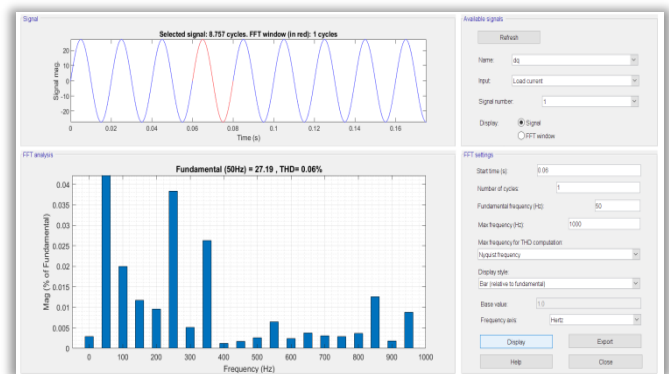 Signal
Selected signal: 8.757 cycles. FFT window (in red): 1 cycles
Signal mag.
20
10
0
-10
-20
0 0.02 0.04 0.06 0.08 0.1 0.12 0.14 0.16
Time (s)
FFT analysis
Fundamental (50Hz) = 27.19 , THD= 0.06%
Mag (% of Fundamental)
0.04
0.035
0.03
0.025
0.02
0.015
0.01
0.005
0
0 100 200 300 400 500 600 700 800 900 1000
Frequency (Hz)
Available signals
Refresh
Name: dq
Input: Load current
Signal number: 1
Display: Signal
FFT window
FFT settings
Start time (s): 0.06
Number of cycles: 1
Fundamental frequency (Hz): 50
Max frequency (Hz): 1000
Max frequency for THD computation:
Nyquist frequency
Display style:
Bar (relative to fundamental)
Base value: 1.0
Frequency axis: Hertz
Display Export
Help Close